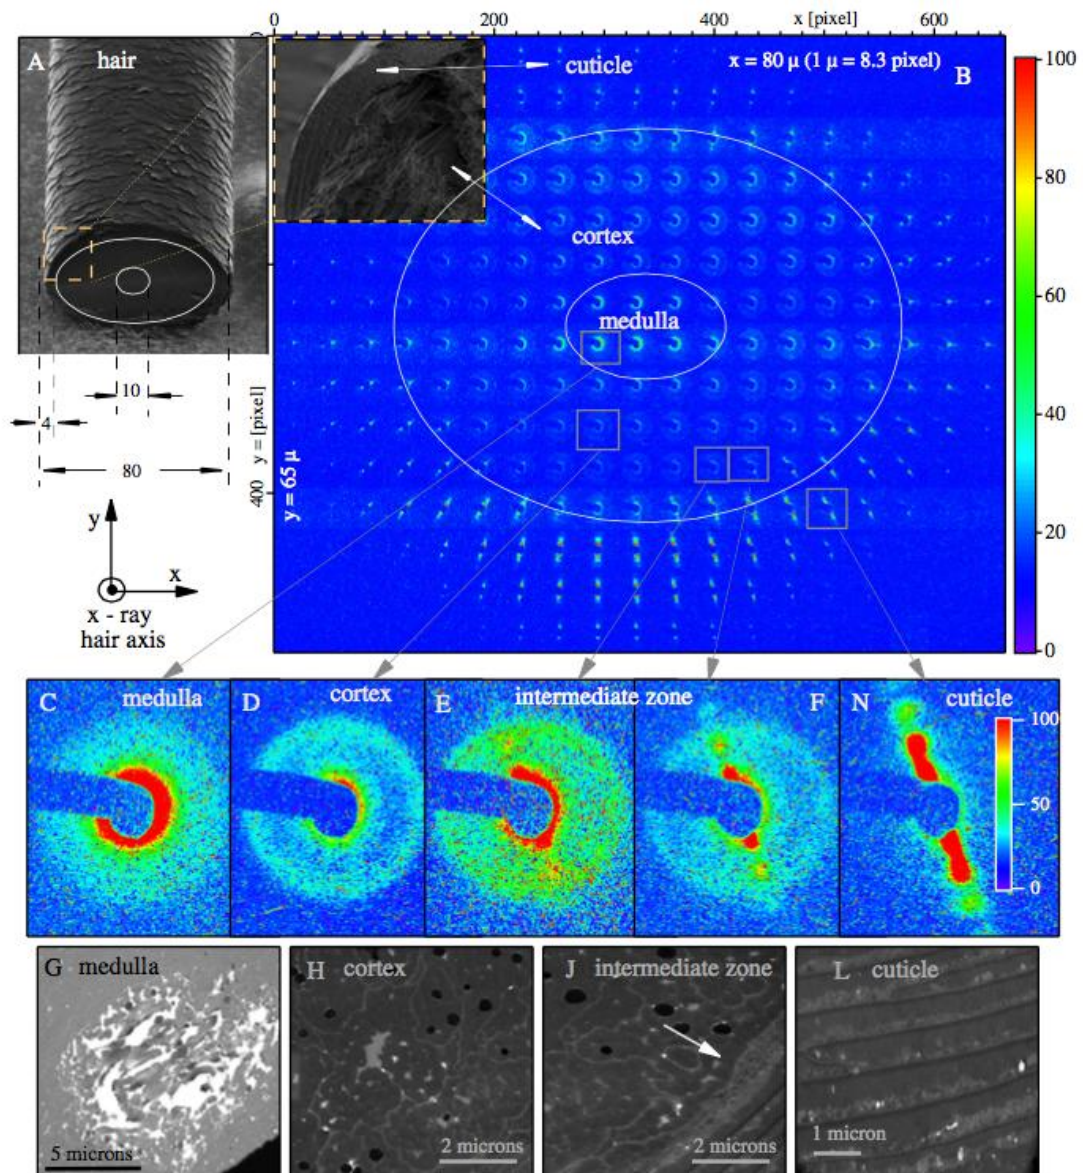 0 200 400 x [pixel] 600
A hair
cuticle
x = 80 μ (1 μ = 8.3 pixel)
B
100
80
60
40
20
0
cortex
medulla
10
4
80
y = [pixel]
400
y = 65 μ
y
x
x - ray
hair axis
C medulla
D cortex
E intermediate zone F
N cuticle
100
50
0
G medulla
5 microns
H cortex
2 microns
J intermediate zone
2 microns
L cuticle
1 micron